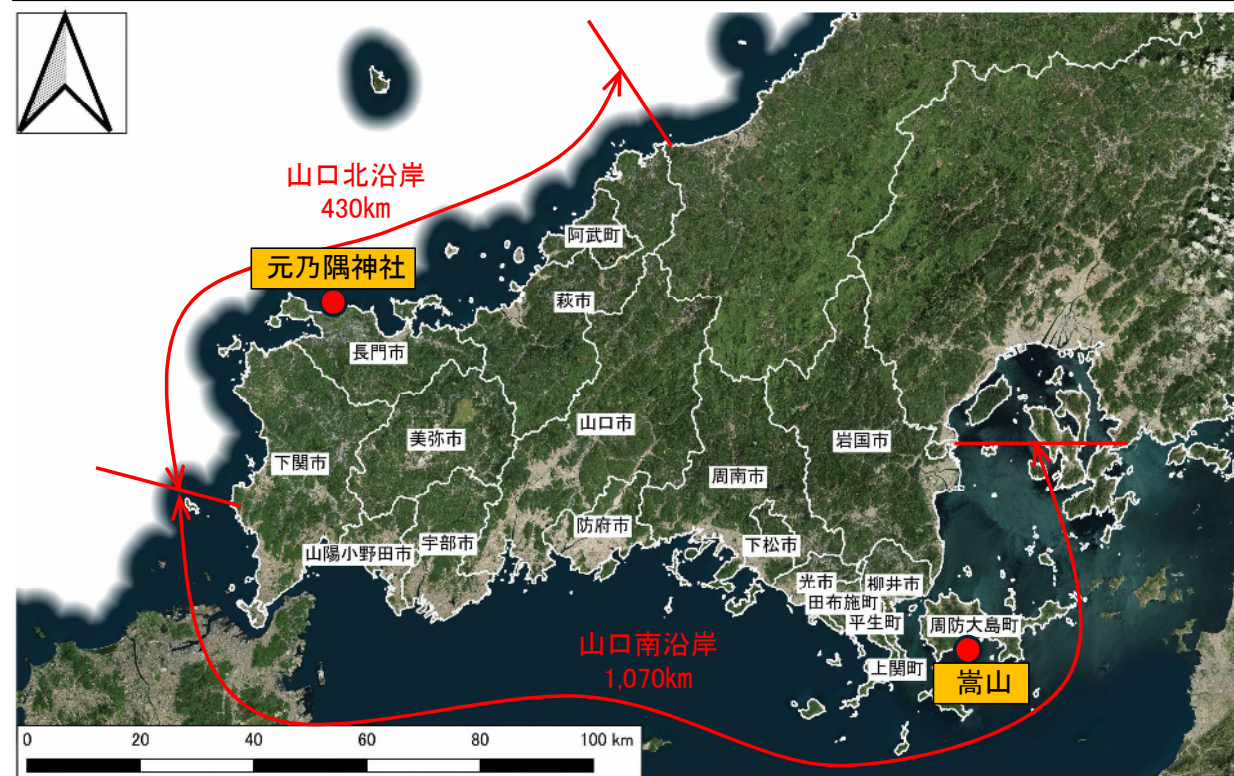 山口北沿岸
430km
元乃隅神社
阿武町
萩市
長門市
美弥市
山口市
岩国市
下関市
周南市
防府市
下松市
宇部市
山陽小野田市
光市
柳井市
田布施町
平生町
周防大島町
上関町
嵩山
山口南沿岸
1,070km
0 20 40 60 80 100 km